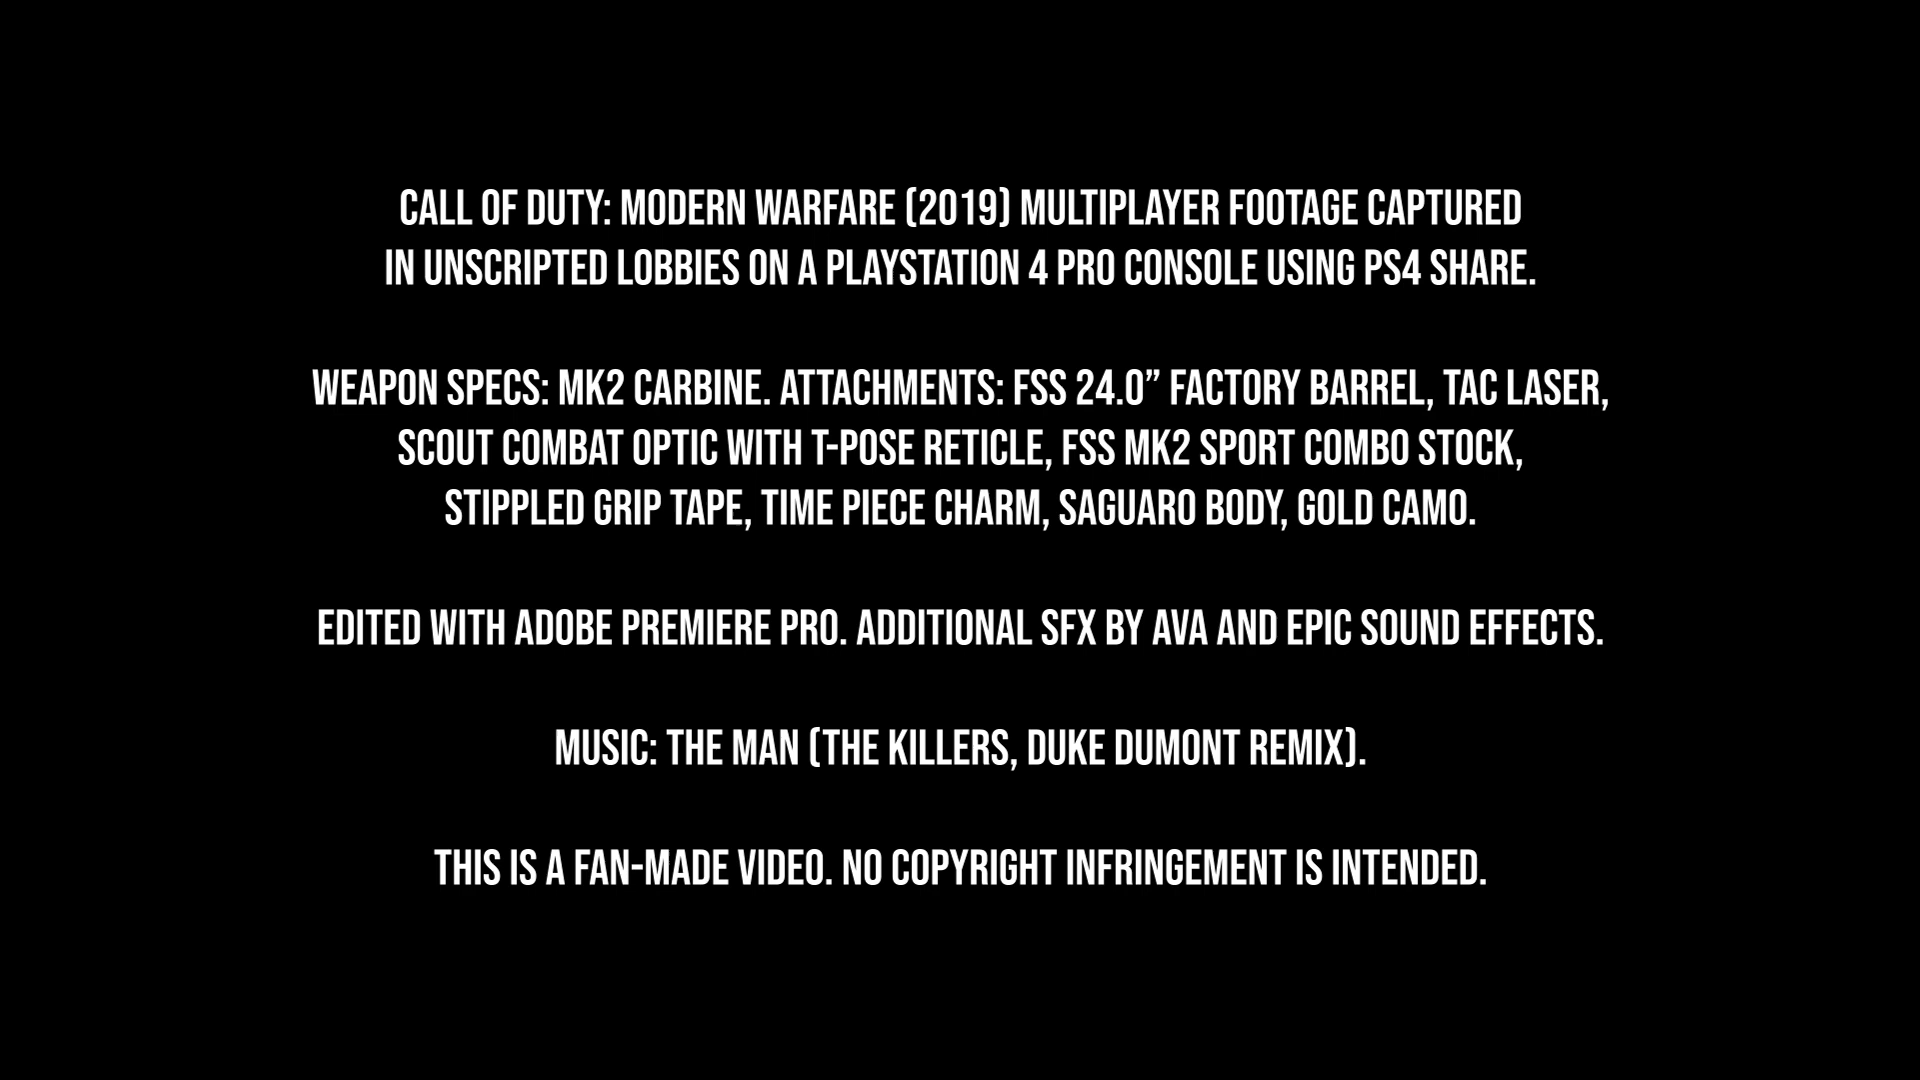 CALL OF DUTY: MODERN WARFARE (2019) MULTIPLAYER FOOTAGE CAPTURED
IN UNSCRIPTED LOBBIES ON A PLAYSTATION 4 PRO CONSOLE USING PS4 SHARE.
WEAPON SPECS: MK2 CARBINE. ATTACHMENTS: FSS 24.0” FACTORY BARREL, TAC LASER,
SCOUT COMBAT OPTIC WITH T-POSE RETICLE, FSS MK2 SPORT COMBO STOCK,
STIPPLED GRIP TAPE, TIME PIECE CHARM, SAGUARO BODY, GOLD CAMO.
EDITED WITH ADOBE PREMIERE PRO. ADDITIONAL SFX BY AVA AND EPIC SOUND EFFECTS.
MUSIC: THE MAN (THE KILLERS, DUKE DUMONT REMIX).
THIS IS A FAN-MADE VIDEO. NO COPYRIGHT INFRINGEMENT IS INTENDED.